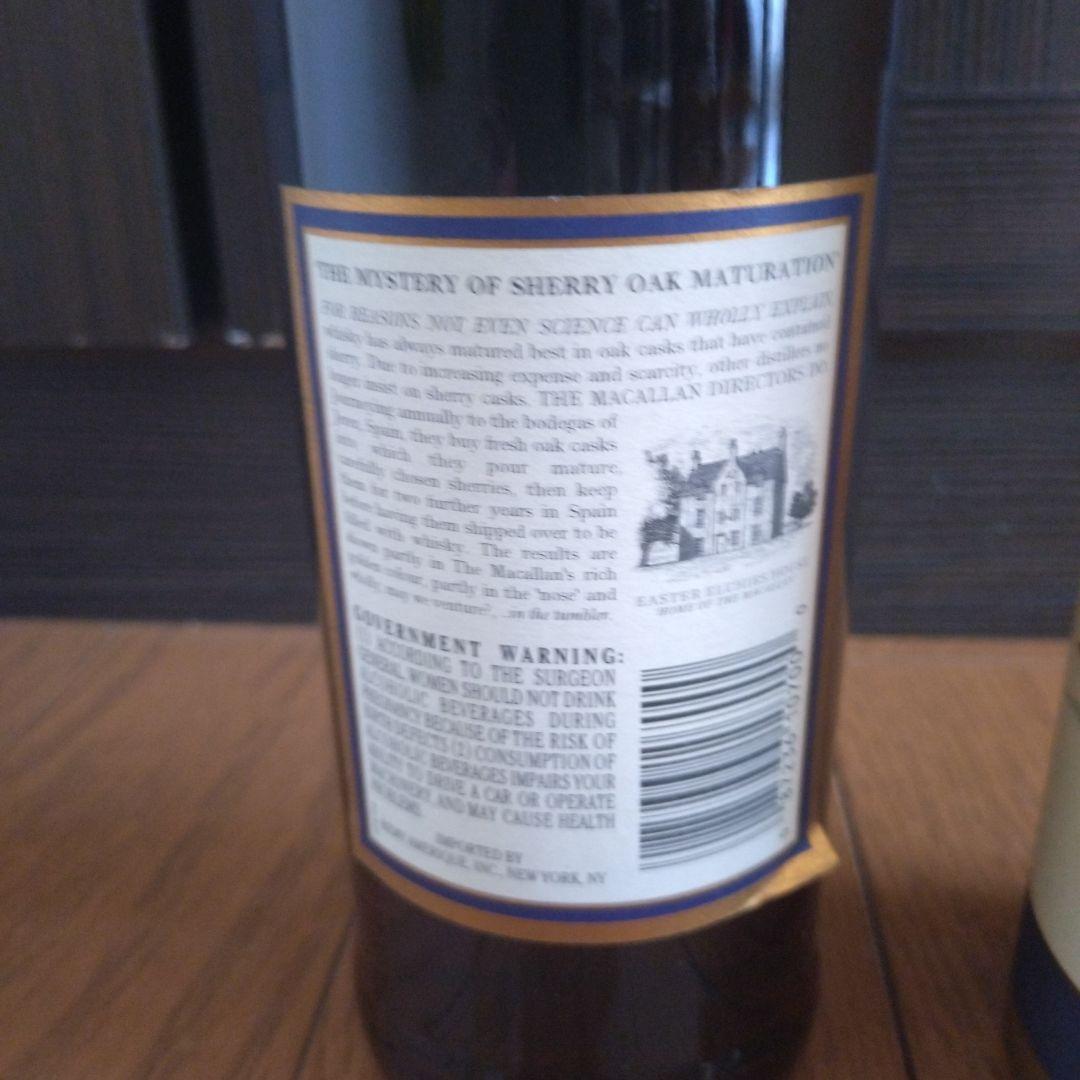 THE MYSTERY OF SHERRY OAK MATURATION
FOR REASONS NOT EVEN SCIENCE CAN WHOLLY EXPLAIN
whisky has always matured best in oak casks that have contained
sherry. Due to increasing expense and scarcity, other distillers no
longer insist on sherry casks. THE MACALLAN DIRECTORS DO.
Journeying annually to the bodegas of
Jerez, Spain, they buy fresh oak casks
into which they pour mature,
carefully chosen sherries, then keep
them for two further years in Spain
before having them shipped over to be
filled with whisky. The results are
shown partly in The Macallan's rich
golden colour, partly in the 'nose' and
wholly, may we venture?, ...in the tumbler.
EASTER ELCHIES HOUSE
'HOME OF THE MACALLAN'
GOVERNMENT WARNING:
(1) ACCORDING TO THE SURGEON
GENERAL, WOMEN SHOULD NOT DRINK
ALCOHOLIC BEVERAGES DURING
PREGNANCY BECAUSE OF THE RISK OF
BIRTH DEFECTS (2) CONSUMPTION OF
ALCOHOLIC BEVERAGES IMPAIRS YOUR
ABILITY TO DRIVE A CAR OR OPERATE
MACHINERY, AND MAY CAUSE HEALTH
PROBLEMS.
IMPORTED BY
REMY AMERIQUE, INC., NEW YORK, NY